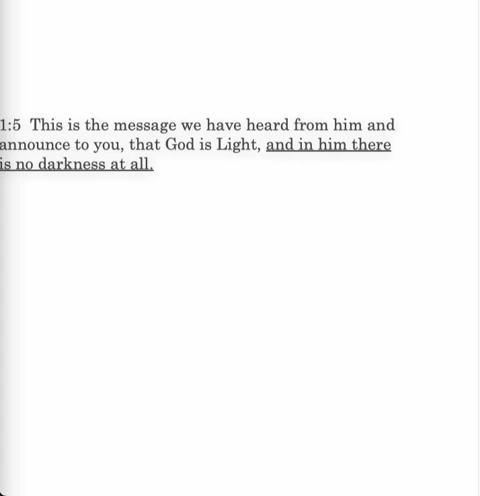 1:5 This is the message we have heard from him and
announce to you, that God is Light, and in him there
is no darkness at all.